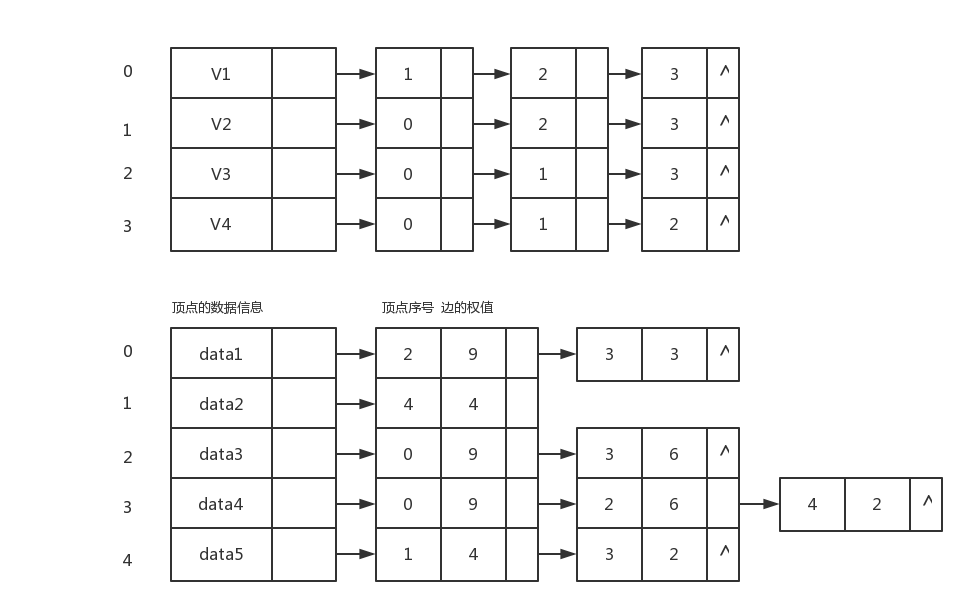 0 V1 1 2 3 ^
1 V2 0 2 3 ^
2 V3 0 1 3 ^
3 V4 0 1 2 ^
顶点的数据信息 顶点序号 边的权值
0 data1 2 9 3 3 ^
1 data2 4 4
2 data3 0 9 3 6 ^
3 data4 0 9 2 6 4 2 ^
4 data5 1 4 3 2 ^